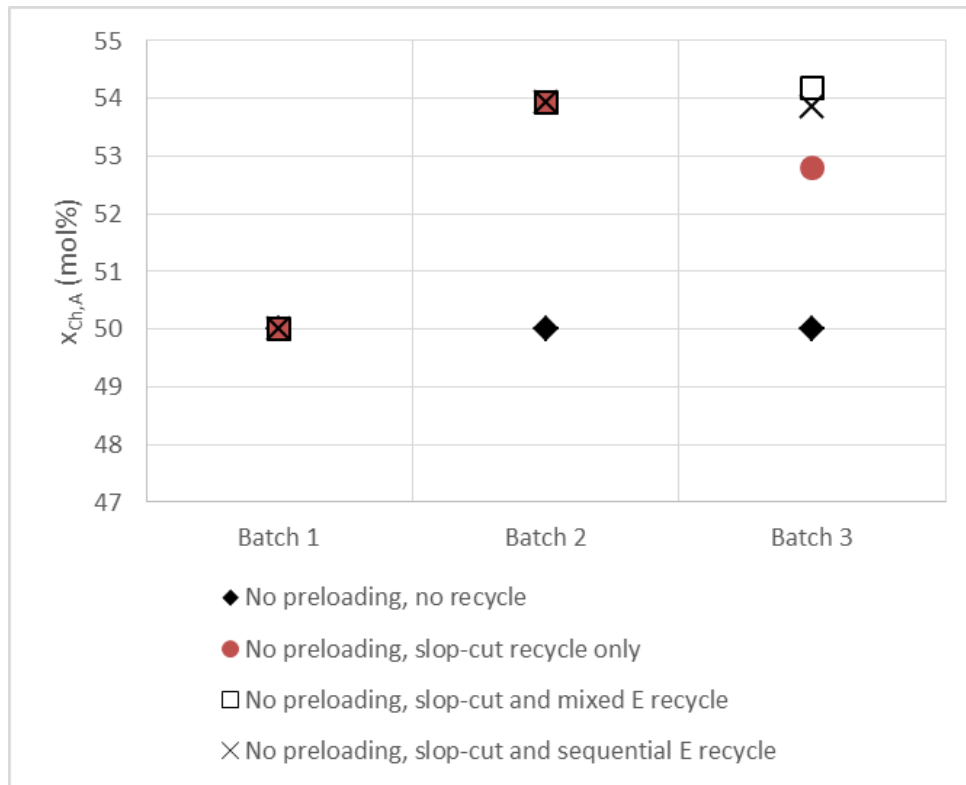 55
54
53
52
51
50
49
48
47
x_Ch,A (mol%)
Batch 1 Batch 2 Batch 3
No preloading, no recycle
No preloading, slop-cut recycle only
No preloading, slop-cut and mixed E recycle
No preloading, slop-cut and sequential E recycle